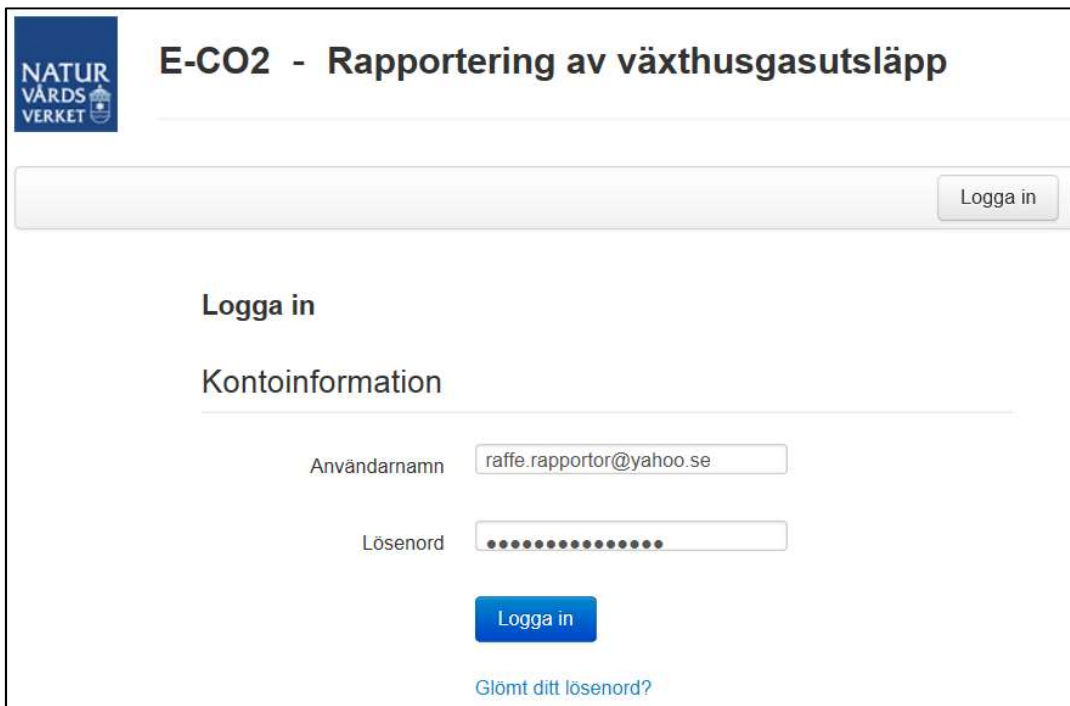 NATUR
VÅRDS
VERKET
E-CO2 - Rapportering av växthusgasutsläpp
Logga in
Logga in
Kontoinformation
Användarnamn raffe.rapportor@yahoo.se
Lösenord •••••••••••••••
Logga in
Glömt ditt lösenord?